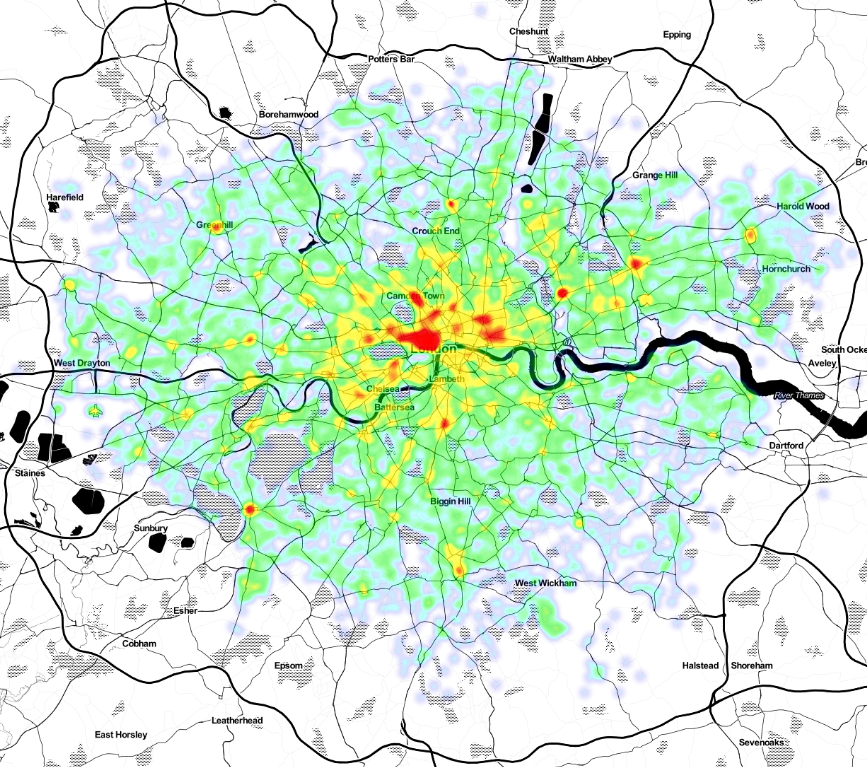 Cheshunt
Epping
Potters Bar
Waltham Abbey
Borehamwood
Grange Hill
Harefield
Harold Wood
Greenhill
Crouch End
Hornchurch
Camden Town
London
South Ocke
West Drayton
Aveley
Lambeth
Chelsea
River Thames
Battersea
Dartford
Staines
Biggin Hill
Sunbury
West Wickham
Esher
Cobham
Epsom
Halstead
Shoreham
Leatherhead
East Horsley
Sevenoaks